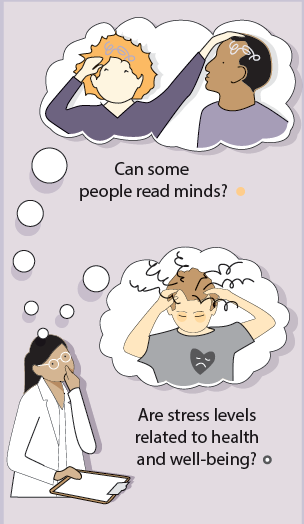 Can some
people read minds?
Are stress levels
related to health
and well-being?